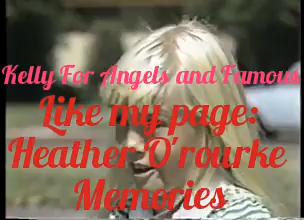 Kelly For Angels and Famous
Like my page:
Heather O'rourke
Memories